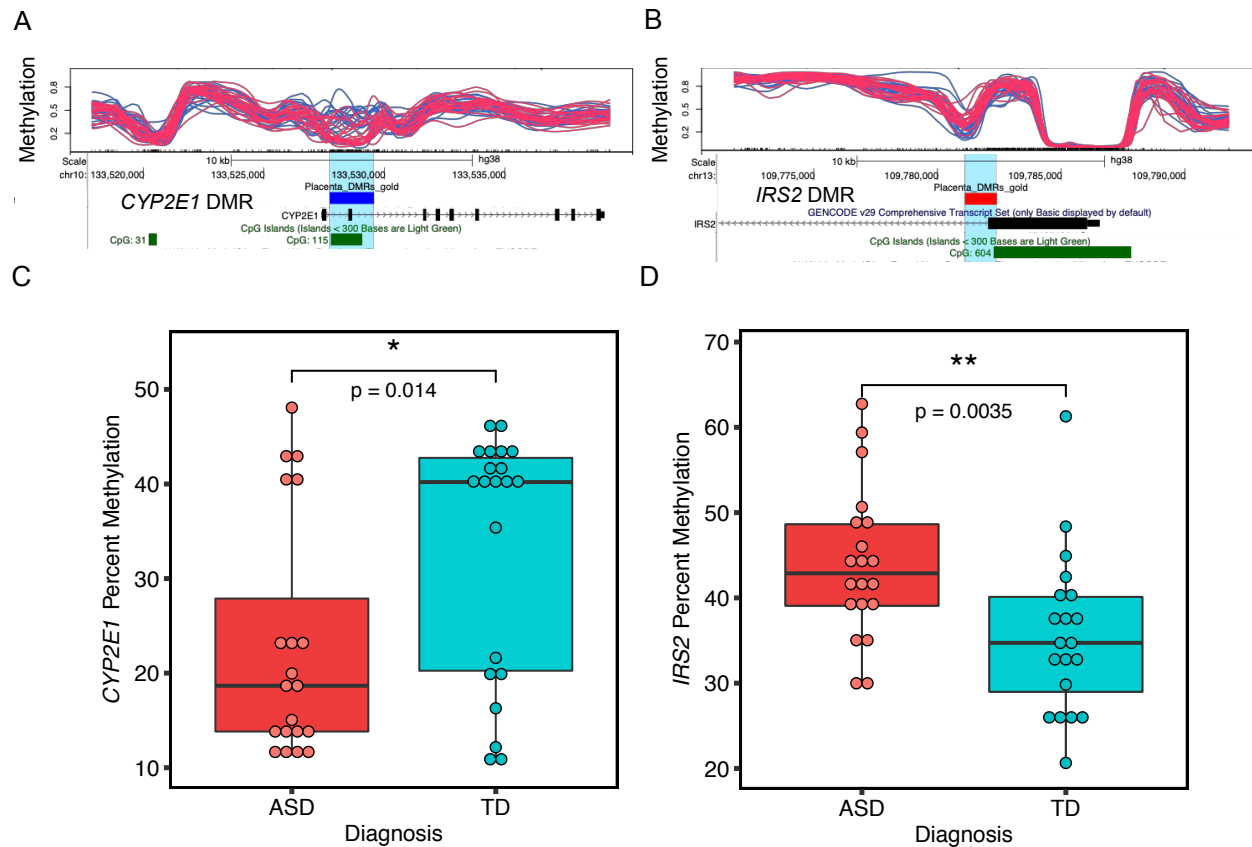 A
Methylation
0.8
0.5
0.2
Scale
10 kb
hg38
chr10:
133,520,000
133,525,000
133,530,000
133,535,000
Placenta_DMRs_gold
CYP2E1 DMR
CYP2E1
CpG Islands (Islands < 300 Bases are Light Green)
CpG: 31
CpG: 115
B
Methylation
0.8
0.5
0.2
Scale
10 kb
hg38
chr13:
109,775,000
109,780,000
109,785,000
109,790,000
Placenta_DMRs_gold
IRS2 DMR
GENCODE v29 Comprehensive Transcript Set (only Basic displayed by default)
IRS2
CpG Islands (Islands < 300 Bases are Light Green)
CpG: 604
C
CYP2E1 Percent Methylation
50
40
30
20
10
*
p = 0.014
ASD
TD
Diagnosis
D
IRS2 Percent Methylation
70
60
50
40
30
20
**
p = 0.0035
ASD
TD
Diagnosis